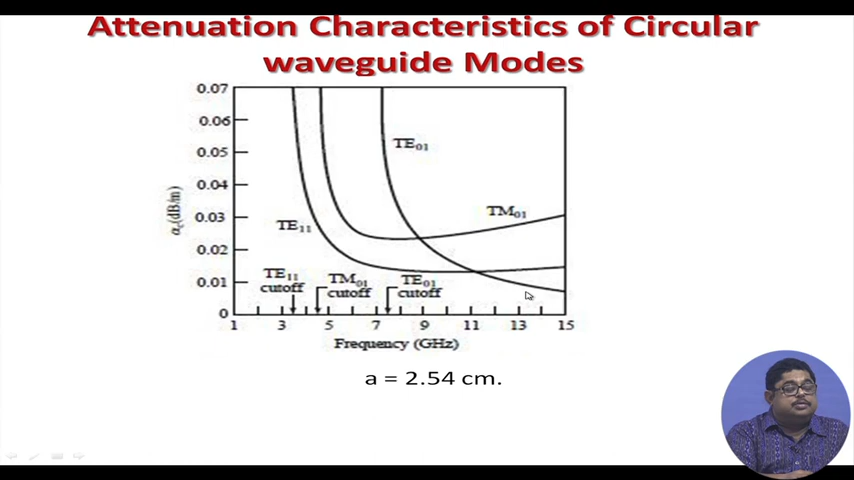 Attenuation Characteristics of Circular
waveguide Modes
0.07
0.06
0.05
0.04
0.03
0.02
0.01
0
αc(dB/m)
TE01
TM01
TE11
TE11
cutoff
TM01
cutoff
TE01
cutoff
1 3 5 7 9 11 13 15
Frequency (GHz)
a = 2.54 cm.